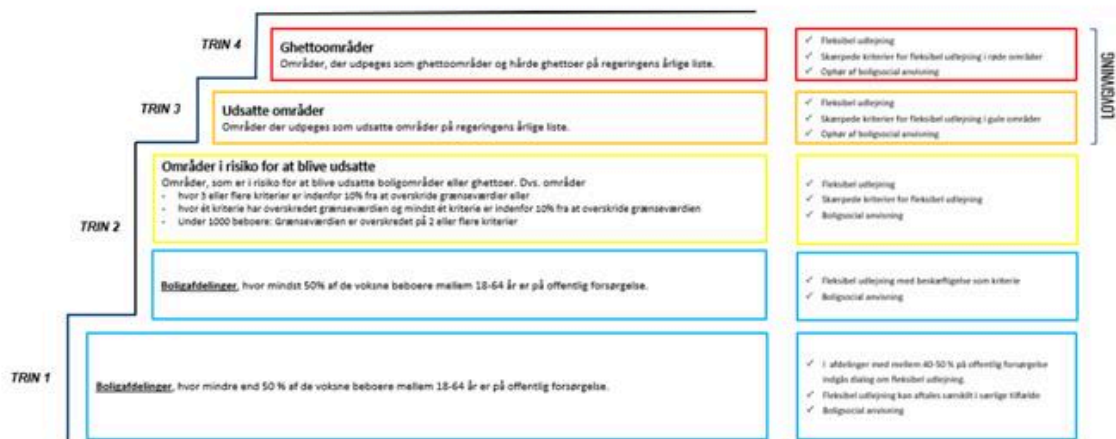 TRIN 4
Ghettoområder
Områder, der udpeges som ghettoområder og hårde ghettoer på regeringens årlige liste.
✓ Fleksibel udlejning
✓ Skærpede kriterier for fleksibel udlejning i røde områder
✓ Ophør af boligsocial anvisning
LOVGIVNING
TRIN 3
Udsatte områder
Områder der udpeges som udsatte områder på regeringens årlige liste.
✓ Fleksibel udlejning
✓ Skærpede kriterier for fleksibel udlejning i gule områder
✓ Ophør af boligsocial anvisning
TRIN 2
Områder i risiko for at blive udsatte
Områder, som er i risiko for at blive udsatte boligområder eller ghettoer. Dvs. områder
- hvor 3 eller flere kriterier er indenfor 10% fra at overskride grænseværdier eller
- hvor ét kriterie har overskredet grænseværdien og mindst ét kriterie er indenfor 10% fra at overskride grænseværdien
- Under 1000 beboere: Grænseværdien er overskredet på 2 eller flere kriterier
✓ Fleksibel udlejning
✓ Skærpede kriterier for fleksibel udlejning
✓ Boligsocial anvisning
Boligafdelinger, hvor mindst 50% af de voksne beboere mellem 18-64 år er på offentlig forsørgelse.
✓ Fleksibel udlejning med beskæftigelse som kriterie
✓ Boligsocial anvisning
TRIN 1
Boligafdelinger, hvor mindre end 50 % af de voksne beboere mellem 18-64 år er på offentlig forsørgelse.
✓ I afdelinger med mellem 40-50 % på offentlig forsørgelse
indgås dialog om fleksibel udlejning.
✓ Fleksibel udlejning kan aftales særskilt i særlige tilfælde
✓ Boligsocial anvisning